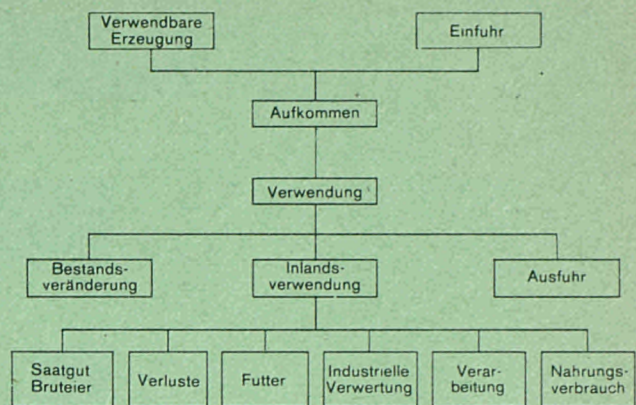 Verwendbare
Erzeugung
Einfuhr
Aufkommen
Verwendung
Bestands-
veränderung
Inlands-
verwendung
Ausfuhr
Saatgut
Bruteier
Verluste
Futter
Industrielle
Verwertung
Verar-
beitung
Nahrungs-
verbrauch